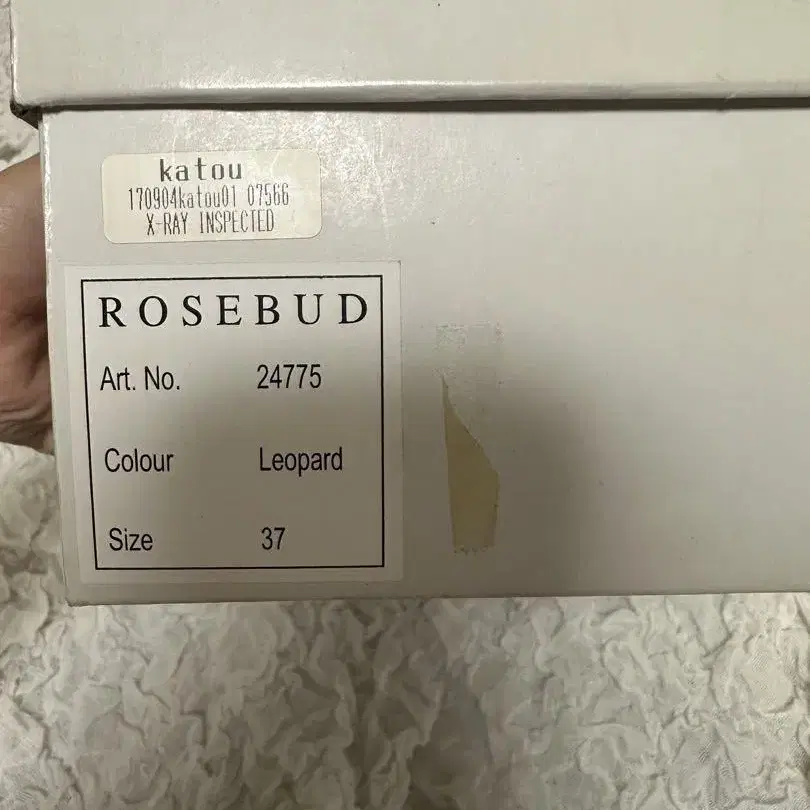 katou
170904katou01 07566
X-RAY INSPECTED
ROSEBUD
Art. No. 24775
Colour Leopard
Size 37